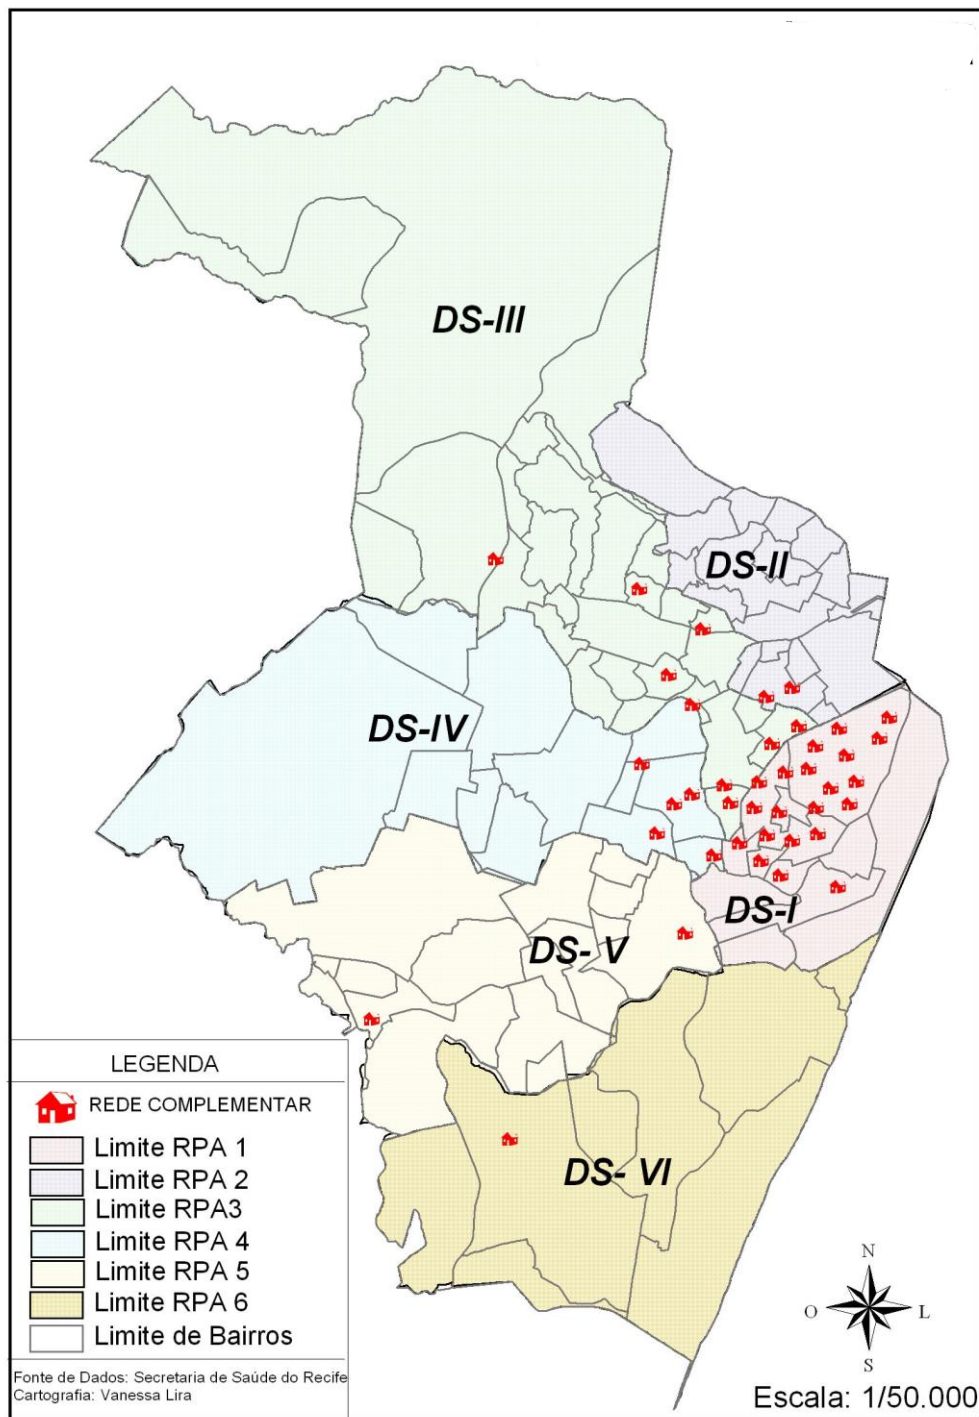 DS-III
DS-II
DS-IV
DS-I
DS- V
DS- VI
LEGENDA
REDE COMPLEMENTAR
Limite RPA 1
Limite RPA 2
Limite RPA3
Limite RPA 4
Limite RPA 5
Limite RPA 6
Limite de Bairros
Fonte de Dados: Secretaria de Saúde do Recife
Cartografia: Vanessa Lira
N
O
L
S
Escala: 1/50.000